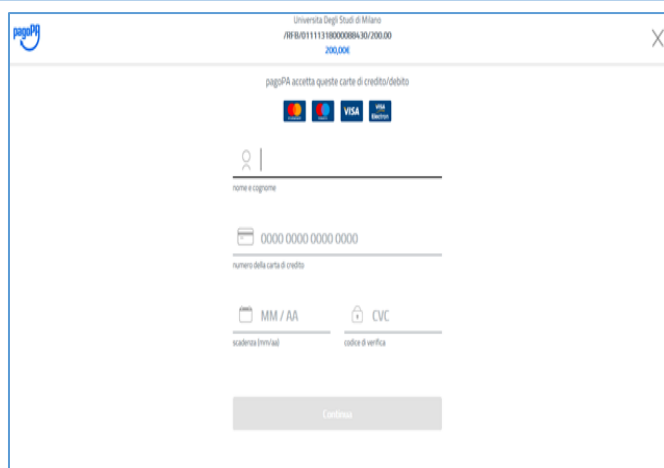 pagoPA
Universita Degli Studi di Milano
/RFB/01111318000088430/200.00
200,00€
pagoPA accetta queste carte di credito/debito
VISA
VISA
Electron
nome e cognome
0000 0000 0000 0000
numero della carta di credito
MM / AA
CVC
scadenza (mm/aa)
codice di verifica
Continua